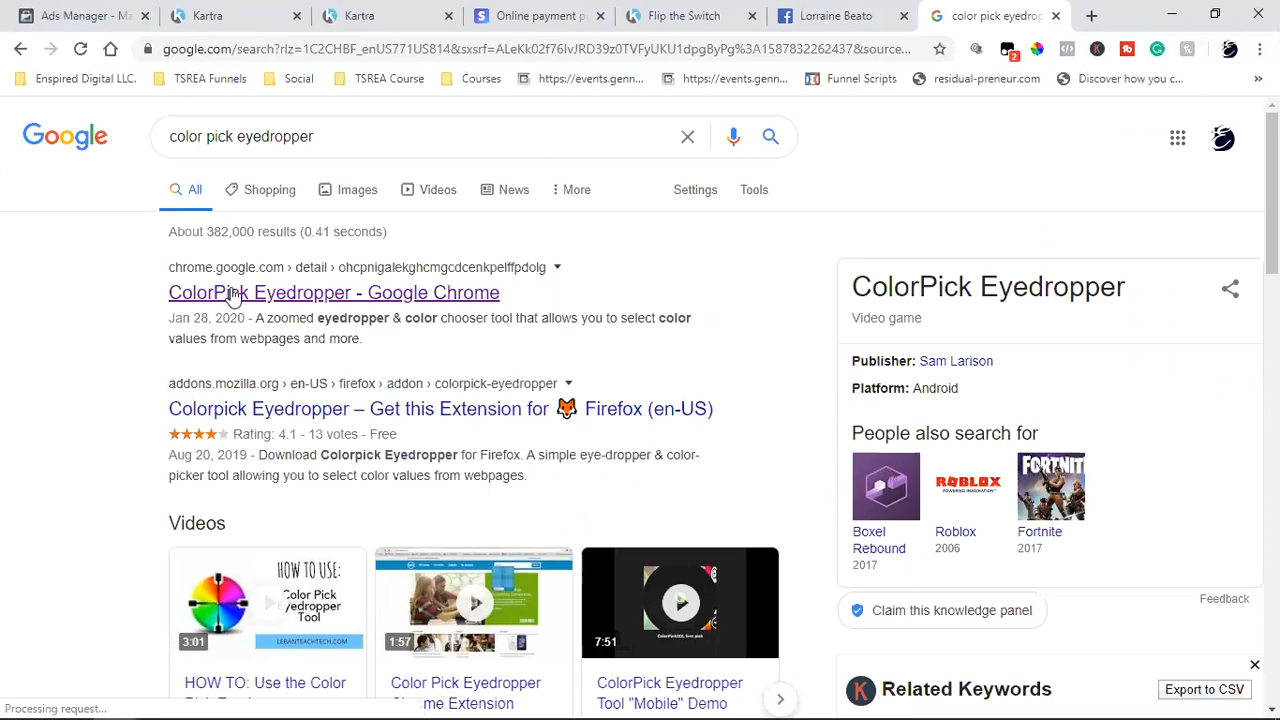 Ads Manager - Ma
Kartra
Kartra
Online payment p
Flip the Switch
Lorraine Beato
color pick eyedrop
google.com/search?rlz=1C2CHBF_enUS771US814&sxsrf=ALeKk02f76IvJRD39z0TVFyUKU1dpgByPg%3A1587832262437&source...
2
Enspired Digital LLC.
TSREA Funnels
Social
TSREA Course
Courses
https://events.genn...
https://events.genn...
Funnel Scripts
residual-preneur.com
Discover how you c...
»
Google
color pick eyedropper
All
Shopping
Images
Videos
News
More
Settings
Tools
About 382,000 results (0.41 seconds)
chrome.google.com › detail › ohcpnigalekghcmgcdcenkpelffpdolg
ColorPick Eyedropper - Google Chrome
Jan 28, 2020 - A zoomed eyedropper & color chooser tool that allows you to select color
values from webpages and more.
addons.mozilla.org › en-US › firefox › addon › colorpick-eyedropper
Colorpick Eyedropper – Get this Extension for 🦊 Firefox (en-US)
Rating: 4.1 - 13 votes - Free
Aug 20, 2019 - Download Colorpick Eyedropper for Firefox. A simple eye-dropper & color-
picker tool allowing you to select color values from webpages.
Videos
HOW TO USE:
Color Pick
Eyedropper
Tool
LEBANTEACHTECH.COM
3:01
1:57
ColorPickDL first pick
7:51
HOW TO: Use the Color
Color Pick Eyedropper
Chrome Extension
ColorPick Eyedropper
Tool "Mobile" Demo
ColorPick Eyedropper
Video game
Publisher: Sam Larison
Platform: Android
People also search for
FORTNITE
ROBLOX
POWERING IMAGINATION
Boxel
Rebound
2017
Roblox
2006
Fortnite
2017
Feedback
Claim this knowledge panel
K
Related Keywords
Export to CSV
Processing request...